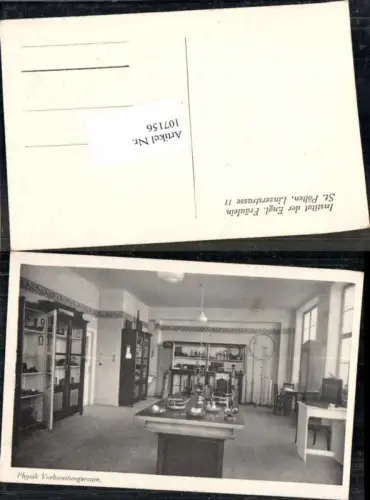 Institut der Engl. Fräulein
St. Pölten, Linzerstrasse 11
Artikel Nr.
107156
Physik Vorbereitungsraum.